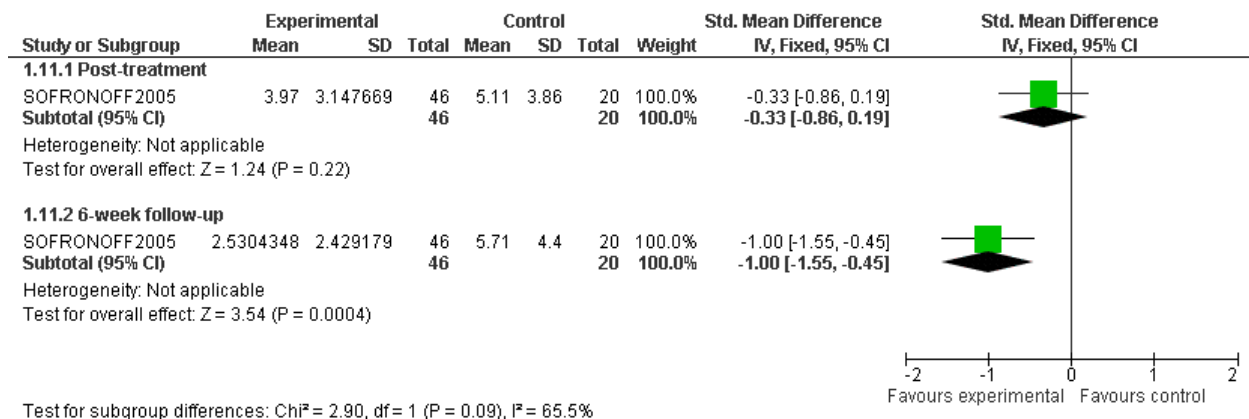 Experimental Control Std. Mean Difference Std. Mean Difference
Study or Subgroup Mean SD Total Mean SD Total Weight IV, Fixed, 95% CI IV, Fixed, 95% CI
1.11.1 Post-treatment
SOFRONOFF2005 3.97 3.147669 46 5.11 3.86 20 100.0% -0.33 [-0.86, 0.19]
Subtotal (95% CI) 46 20 100.0% -0.33 [-0.86, 0.19]
Heterogeneity: Not applicable
Test for overall effect: Z = 1.24 (P = 0.22)
1.11.2 6-week follow-up
SOFRONOFF2005 2.5304348 2.429179 46 5.71 4.4 20 100.0% -1.00 [-1.55, -0.45]
Subtotal (95% CI) 46 20 100.0% -1.00 [-1.55, -0.45]
Heterogeneity: Not applicable
Test for overall effect: Z = 3.54 (P = 0.0004)
-2 -1 0 1 2
Favours experimental Favours control
Test for subgroup differences: Chi² = 2.90, df = 1 (P = 0.09), I² = 65.5%